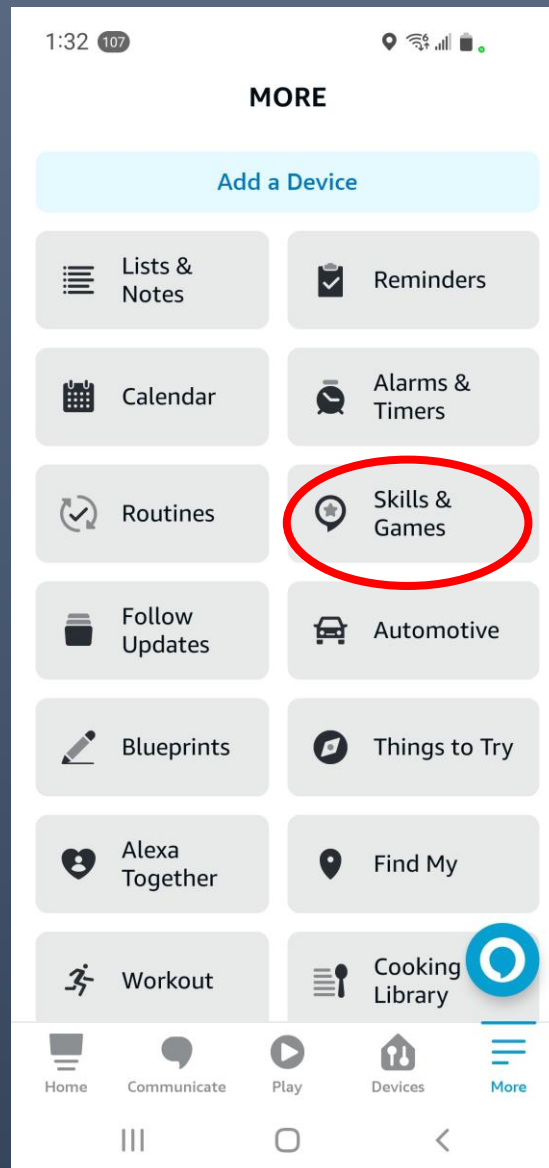 1:32 107
MORE
Add a Device
Lists &
Notes
Reminders
Calendar
Alarms &
Timers
Routines
Skills &
Games
Follow
Updates
Automotive
Blueprints
Things to Try
Alexa
Together
Find My
Workout
Cooking
Library
Home Communicate Play Devices More